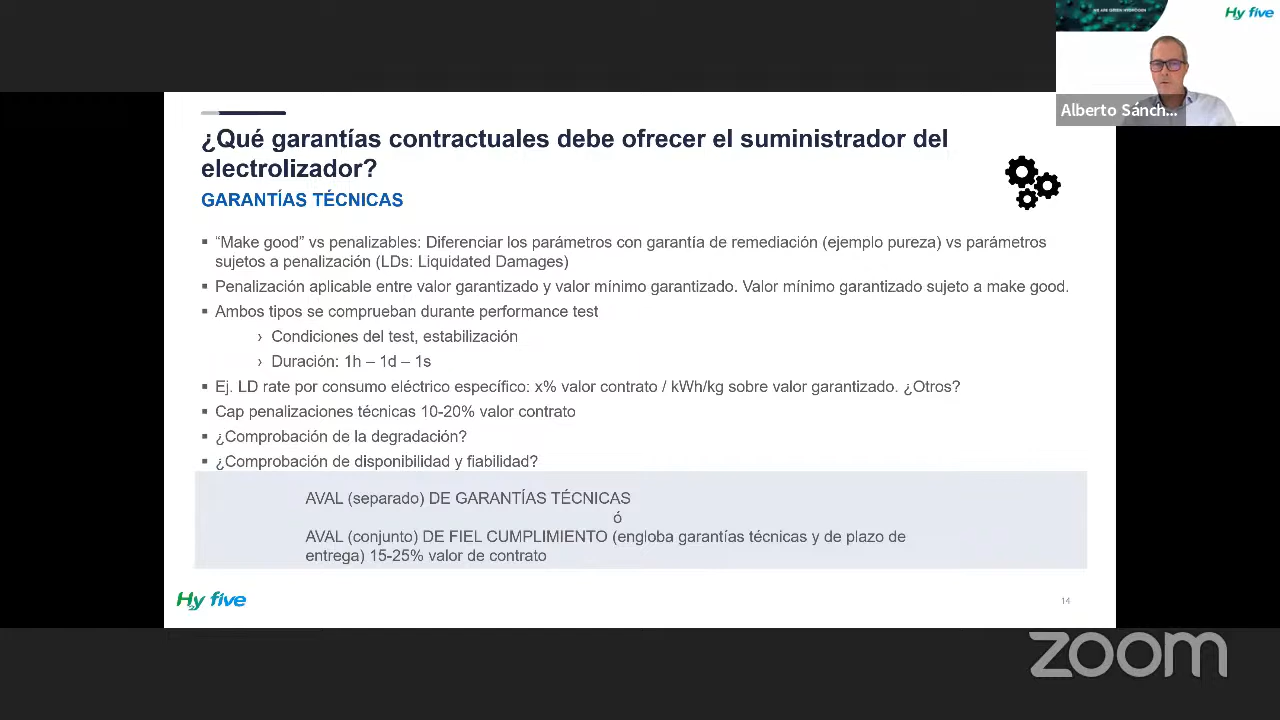 WE ARE GREEN HYDROGEN
Hy five
Alberto Sánch...
¿Qué garantías contractuales debe ofrecer el suministrador del
electrolizador?
GARANTÍAS TÉCNICAS
▪ “Make good” vs penalizables: Diferenciar los parámetros con garantía de remediación (ejemplo pureza) vs parámetros
sujetos a penalización (LDs: Liquidated Damages)
▪ Penalización aplicable entre valor garantizado y valor mínimo garantizado. Valor mínimo garantizado sujeto a make good.
▪ Ambos tipos se comprueban durante performance test
› Condiciones del test, estabilización
› Duración: 1h – 1d – 1s
▪ Ej. LD rate por consumo eléctrico específico: x% valor contrato / kWh/kg sobre valor garantizado. ¿Otros?
▪ Cap penalizaciones técnicas 10-20% valor contrato
▪ ¿Comprobación de la degradación?
▪ ¿Comprobación de disponibilidad y fiabilidad?
AVAL (separado) DE GARANTÍAS TÉCNICAS
ó
AVAL (conjunto) DE FIEL CUMPLIMIENTO (engloba garantías técnicas y de plazo de
entrega) 15-25% valor de contrato
Hy five
14
zoom